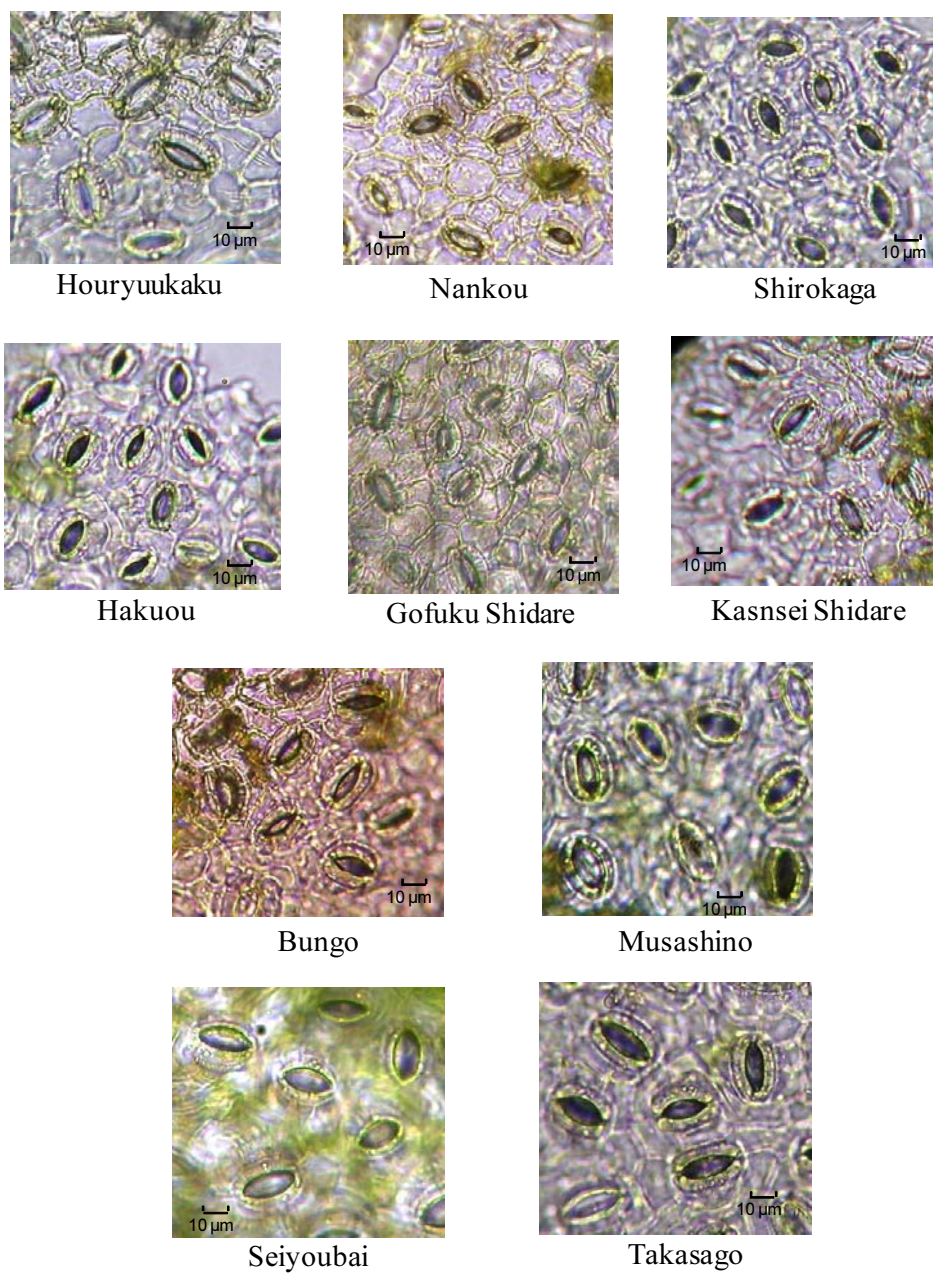 10 µm
10 µm
10 µm
Houryuukaku
Nankou
Shirokaga
10 µm
10 µm
10 µm
Hakuou
Gofuku Shidare
Kasnsei Shidare
10 µm
10 µm
Bungo
Musashino
10 µm
10 µm
Seiyoubai
Takasago